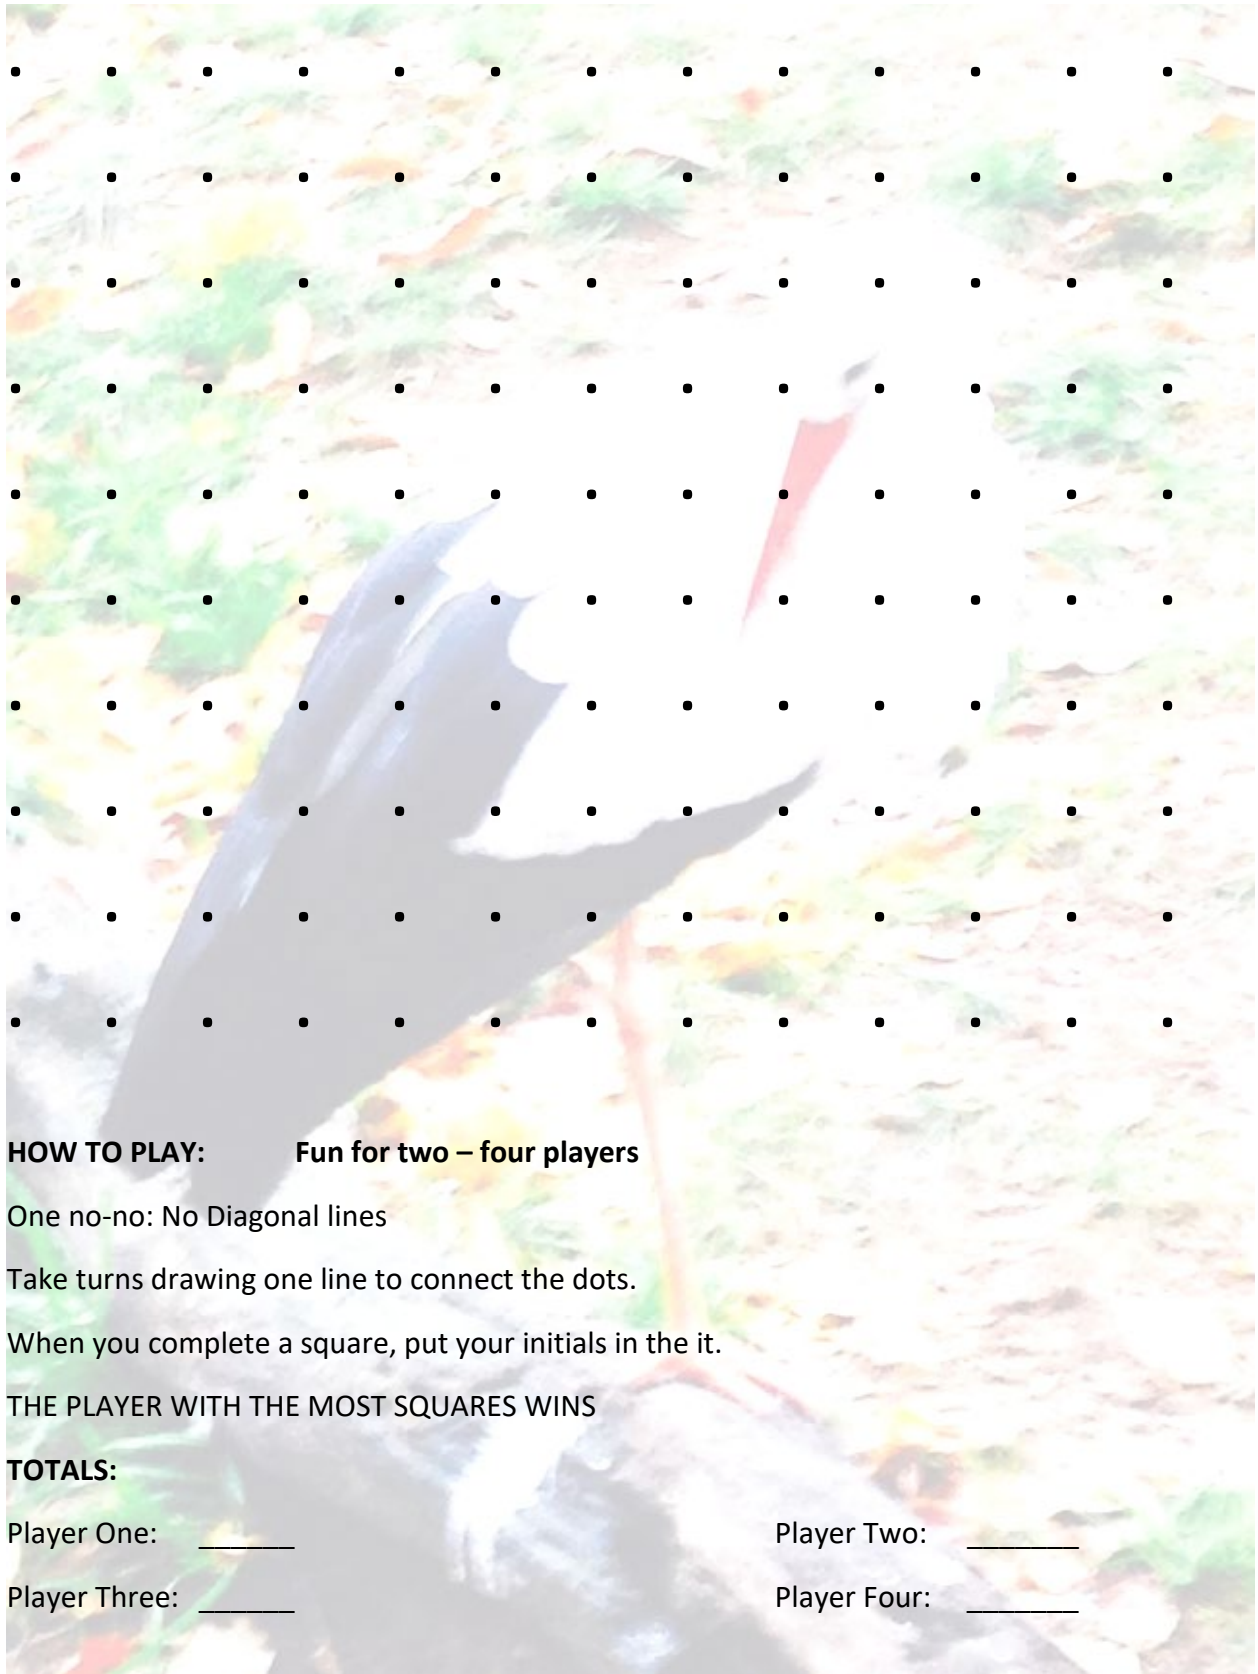 HOW TO PLAY: Fun for two – four players
One no-no: No Diagonal lines
Take turns drawing one line to connect the dots.
When you complete a square, put your initials in the it.
THE PLAYER WITH THE MOST SQUARES WINS
TOTALS:
Player One: ______ Player Two: _______
Player Three: ______ Player Four: _______